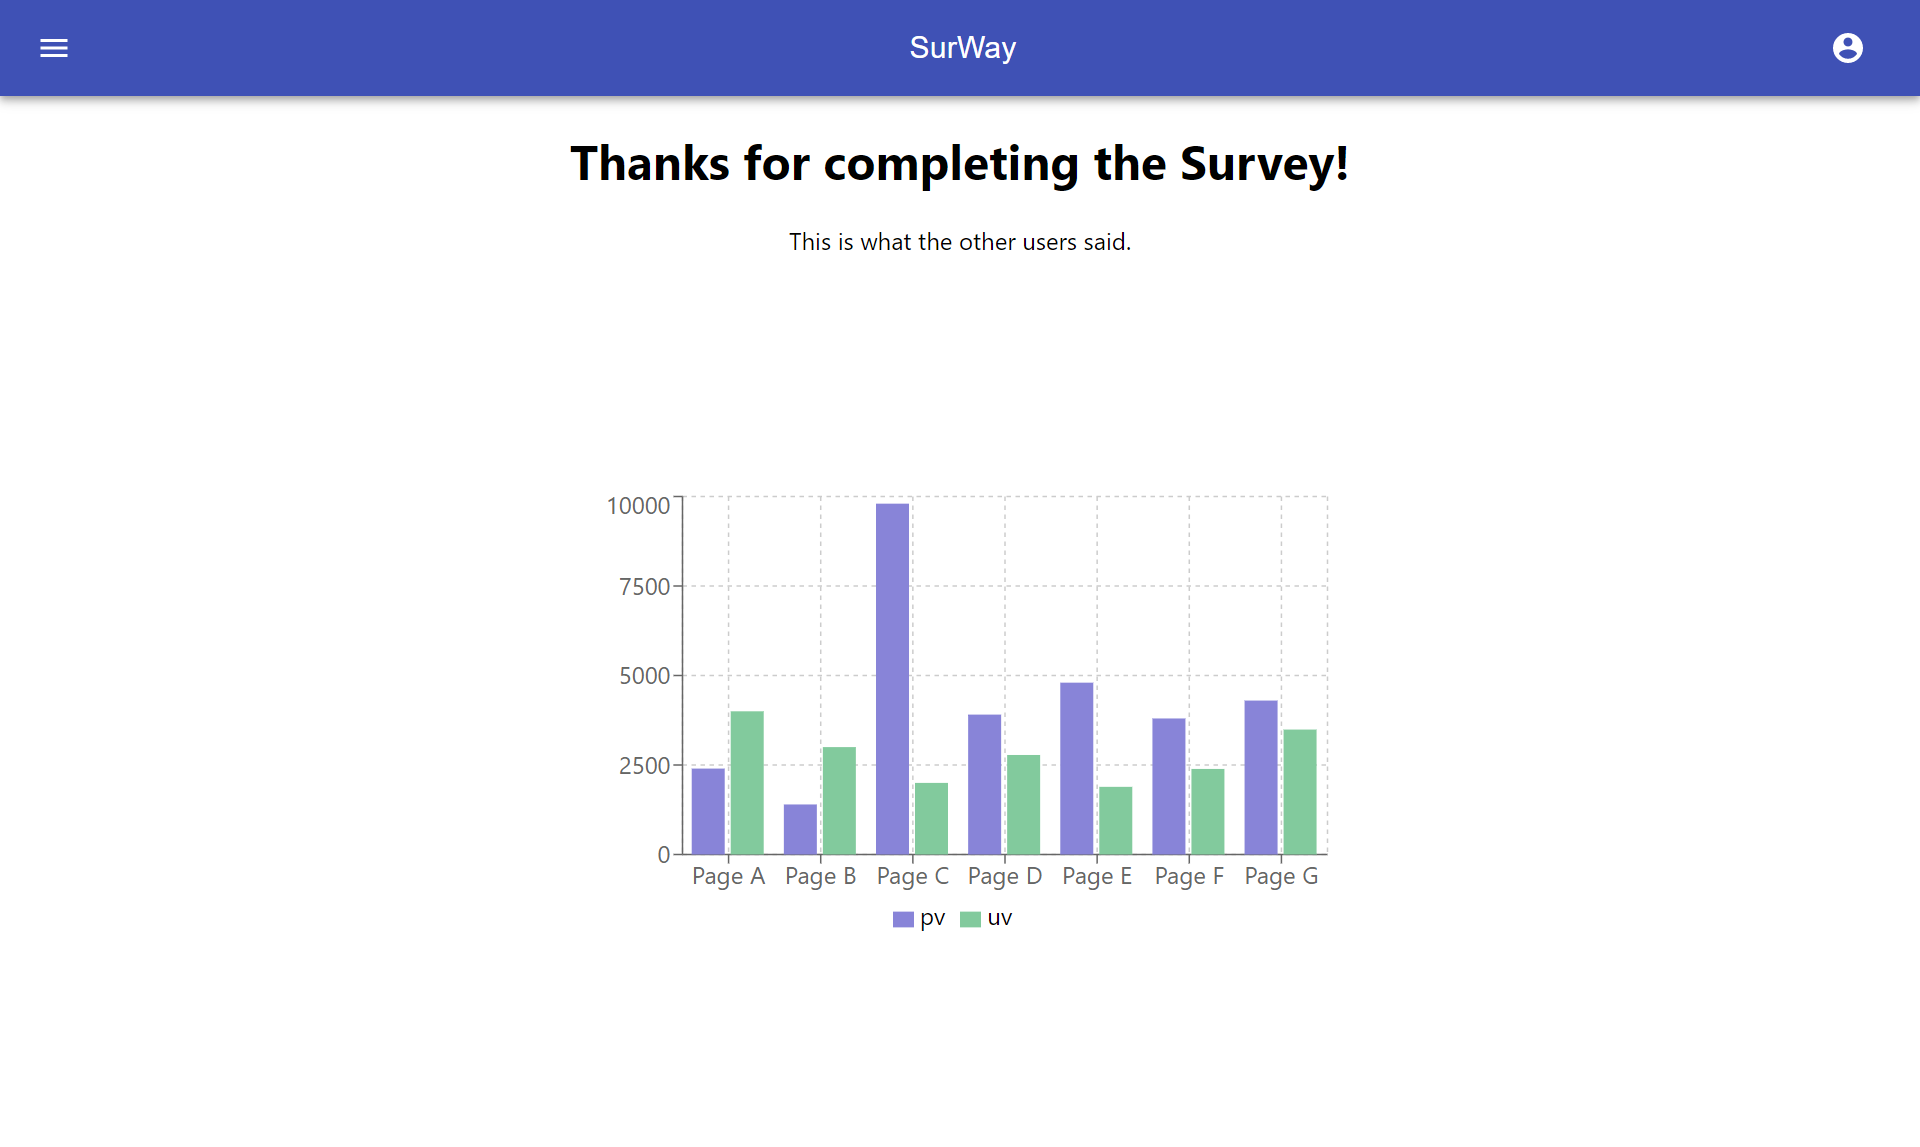 SurWay
Thanks for completing the Survey!
This is what the other users said.
10000
7500
5000
2500
0
Page A Page B Page C Page D Page E Page F Page G
pv uv